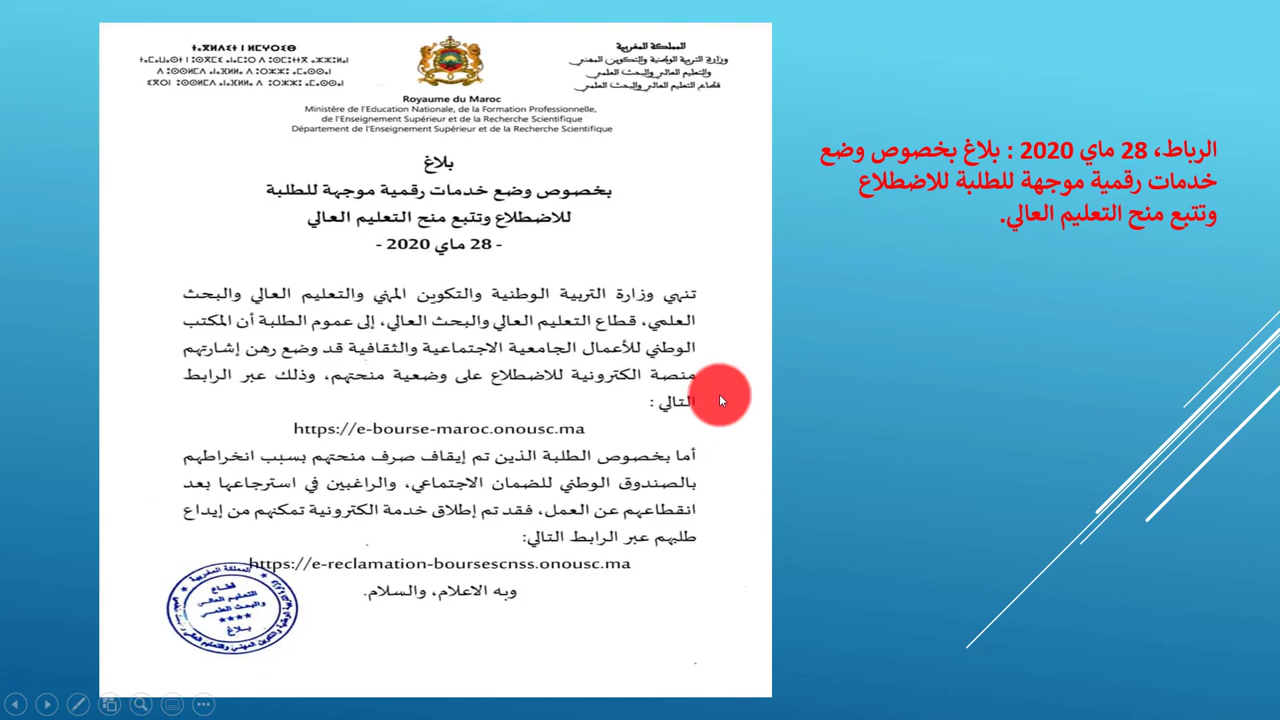 المملكة المغربية
وزارة التربية الوطنية والتكوين المهني
والتعليم العالي والبحث العلمي
قطاع التعليم العالي والبحث العلمي
Royaume du Maroc
Ministère de l'Education Nationale, de la Formation Professionnelle,
de l'Enseignement Supérieur et de la Recherche Scientifique
Département de l'Enseignement Supérieur et de la Recherche Scientifique
بلاغ
بخصوص وضع خدمات رقمية موجهة للطلبة
للاضطلاع وتتبع منح التعليم العالي
- 28 ماي 2020 -
تنهي وزارة التربية الوطنية والتكوين المهني والتعليم العالي والبحث
العلمي، قطاع التعليم العالي والبحث العالي، إلى عموم الطلبة أن المكتب
الوطني للأعمال الجامعية الاجتماعية والثقافية قد وضع رهن إشارتهم
منصة الكترونية للاضطلاع على وضعية منحتهم، وذلك عبر الرابط
التالي :
https://e-bourse-maroc.onousc.ma
أما بخصوص الطلبة الذين تم إيقاف صرف منحتهم بسبب انخراطهم
بالصندوق الوطني للضمان الاجتماعي، والراغبين في استرجاعها بعد
انقطاعهم عن العمل، فقد تم إطلاق خدمة الكترونية تمكنهم من إيداع
طلبهم عبر الرابط التالي:
https://e-reclamation-boursescnss.onousc.ma
وبه الاعلام، والسلام.
المملكة المغربية
قطاع
التعليم العالي
والبحث العلمي
****
بلاغ
الرباط، 28 ماي 2020 : بلاغ بخصوص وضع
خدمات رقمية موجهة للطلبة للاضطلاع
وتتبع منح التعليم العالي.